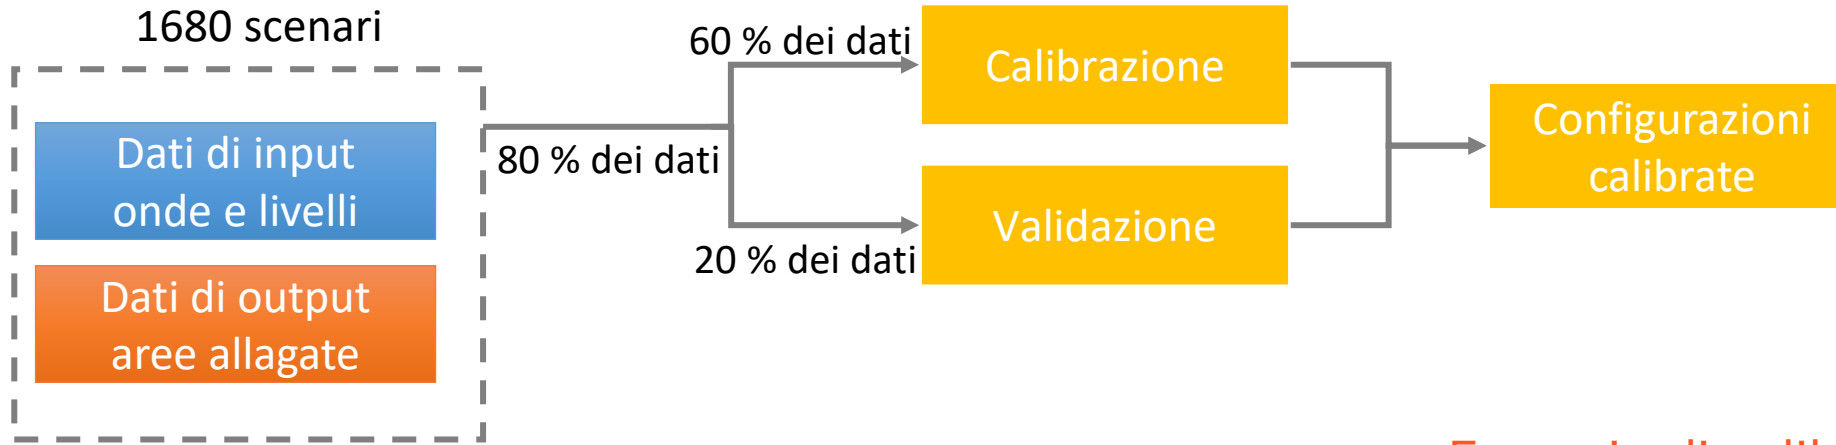 1680 scenari
Dati di input
onde e livelli
Dati di output
aree allagate
80 % dei dati
60 % dei dati
20 % dei dati
Calibrazione
Validazione
Configurazioni
calibrate